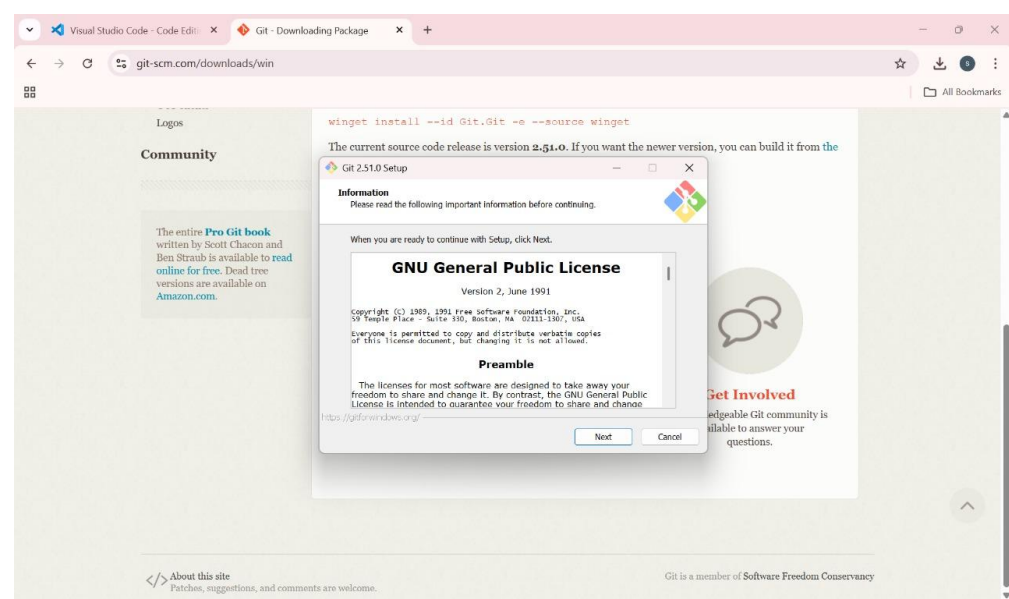 Visual Studio Code - Code Edit
Git - Downloading Package
git-scm.com/downloads/win
S
All Bookmarks
Logos
Community
The entire Pro Git book
written by Scott Chacon and
Ben Straub is available to read
online for free. Dead tree
versions are available on
Amazon.com.
winget install --id Git.Git -e --source winget
The current source code release is version 2.51.0. If you want the newer version, you can build it from the
Git 2.51.0 Setup
Information
Please read the following important information before continuing.
When you are ready to continue with Setup, click Next.
GNU General Public License
Version 2, June 1991
Copyright (C) 1989, 1991 Free Software Foundation, Inc.
59 Temple Place - Suite 330, Boston, MA 02111-1307, USA
Everyone is permitted to copy and distribute verbatim copies
of this license document, but changing it is not allowed.
Preamble
The licenses for most software are designed to take away your
freedom to share and change it. By contrast, the GNU General Public
License is intended to guarantee your freedom to share and change
https://gitforwindows.org/
Next
Cancel
Get Involved
edgeable Git community is
ilable to answer your
questions.
</> About this site
Patches, suggestions, and comments are welcome.
Git is a member of Software Freedom Conservancy